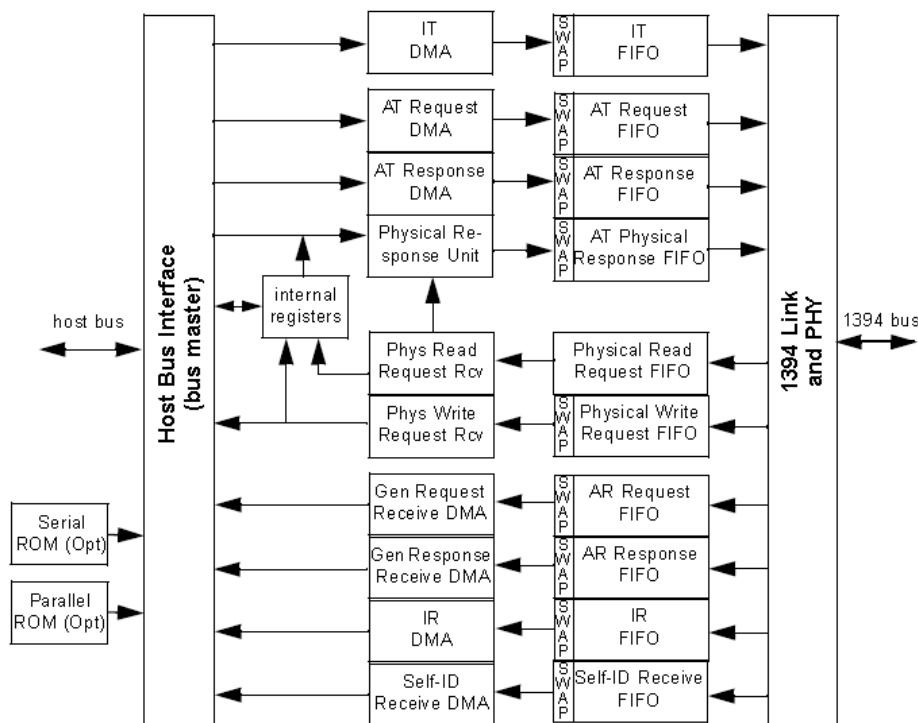 IT
DMA
SWAP
IT
FIFO
AT Request
DMA
SWAP
AT Request
FIFO
AT Response
DMA
SWAP
AT Response
FIFO
Physical Re-
sponse Unit
SWAP
AT Physical
Response FIFO
internal
registers
host bus
Host Bus Interface
(bus master)
1394 Link
and PHY
1394 bus
Phys Read
Request Rcv
Physical Read
Request FIFO
Phys Write
Request Rcv
SWAP
Physical Write
Request FIFO
Gen Request
Receive DMA
SWAP
AR Request
FIFO
Serial
ROM (Opt)
Gen Response
Receive DMA
SWAP
AR Response
FIFO
Parallel
ROM (Opt)
IR
DMA
SWAP
IR
FIFO
Self-ID
Receive DMA
SWAP
Self-ID Receive
FIFO